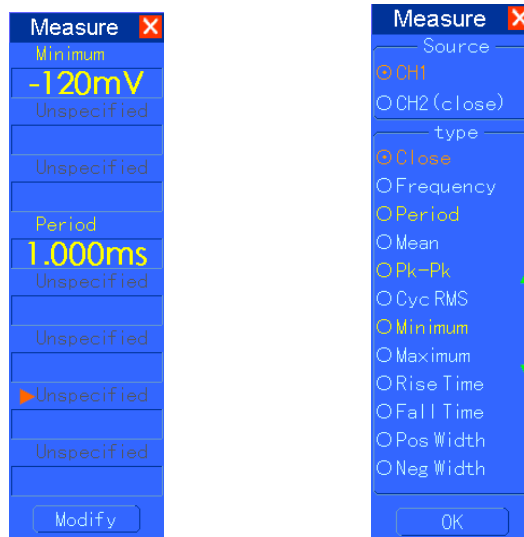 Measure X
Minimum
-120mV
Unspecified
Unspecified
Period
1.000ms
Unspecified
Unspecified
Unspecified
Unspecified
Modify
Measure X
Source
CH1
CH2(close)
type
Close
Frequency
Period
Mean
Pk-Pk
Cyc RMS
Minimum
Maximum
Rise Time
Fall Time
Pos Width
Neg Width
OK